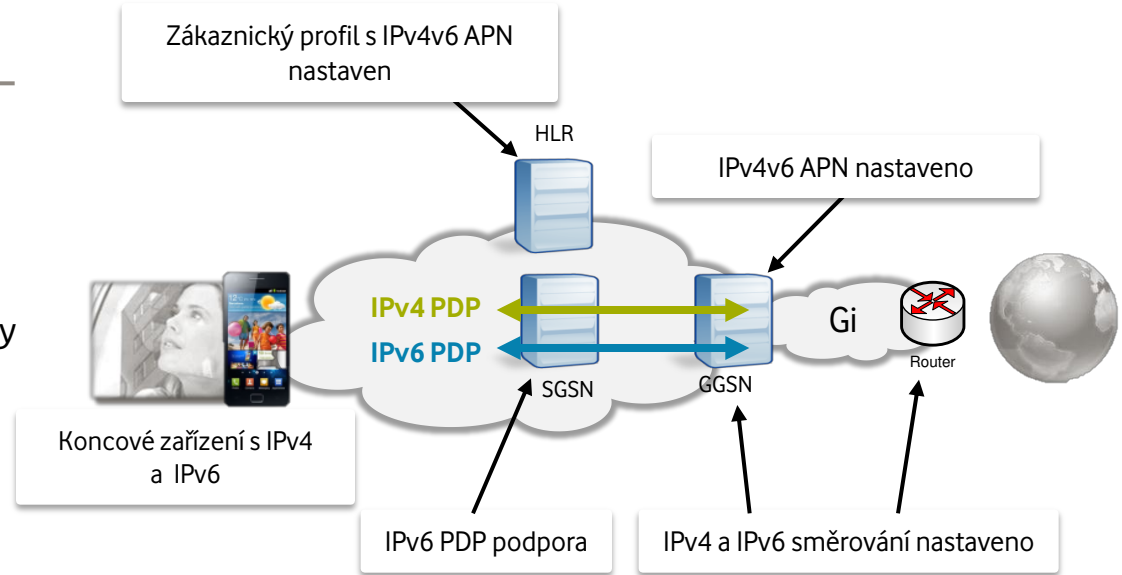 Zákaznický profil s IPv4v6 APN
nastaven
HLR
IPv4v6 APN nastaveno
y
IPv4 PDP
IPv6 PDP
SGSN
GGSN
Gi
Router
Koncové zařízení s IPv4
a IPv6
IPv6 PDP podpora
IPv4 a IPv6 směrování nastaveno